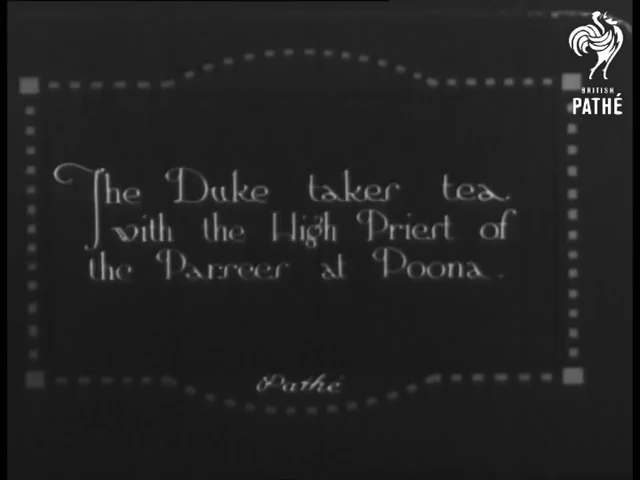 BRITISH
PATHÉ
The Duke takes tea
with the High Priest of
the Parsees at Poona.
Pathé